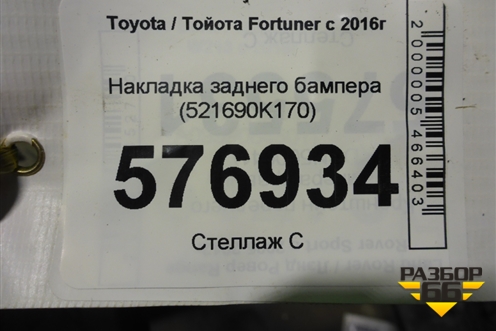 Toyota / Тойота Fortuner с 2016г
Накладка заднего бампера
(521690K170)
576934
Стеллаж С
2000005466403
РАЗБОР
66